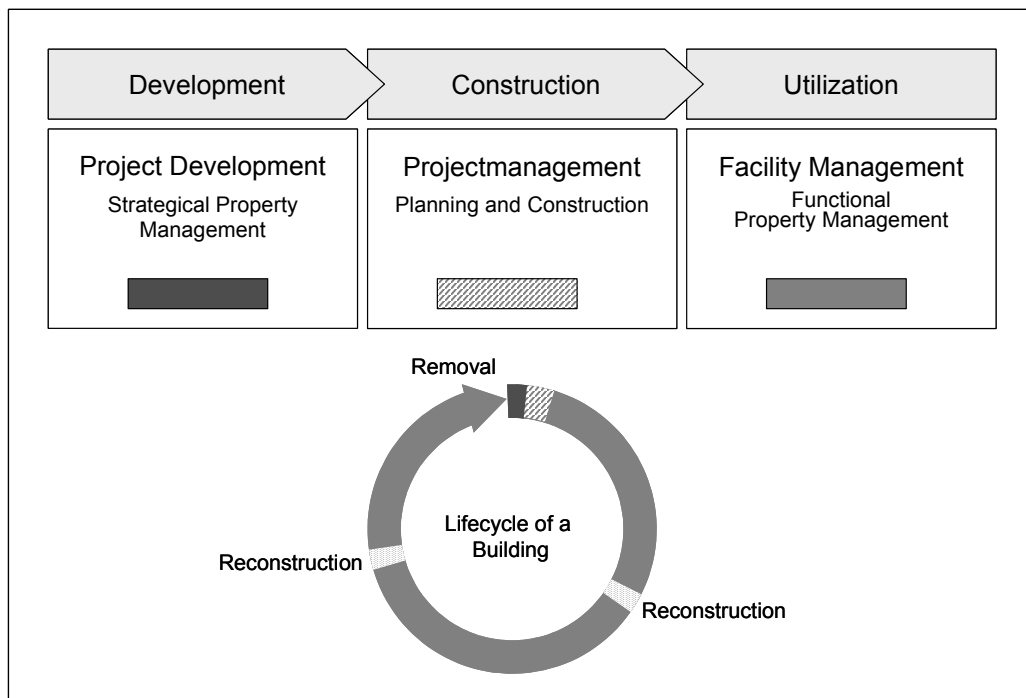 Development
Construction
Utilization
Project Development
Strategical Property
Management
Projectmanagement
Planning and Construction
Facility Management
Functional
Property Management
Removal
Lifecycle of a
Building
Reconstruction
Reconstruction